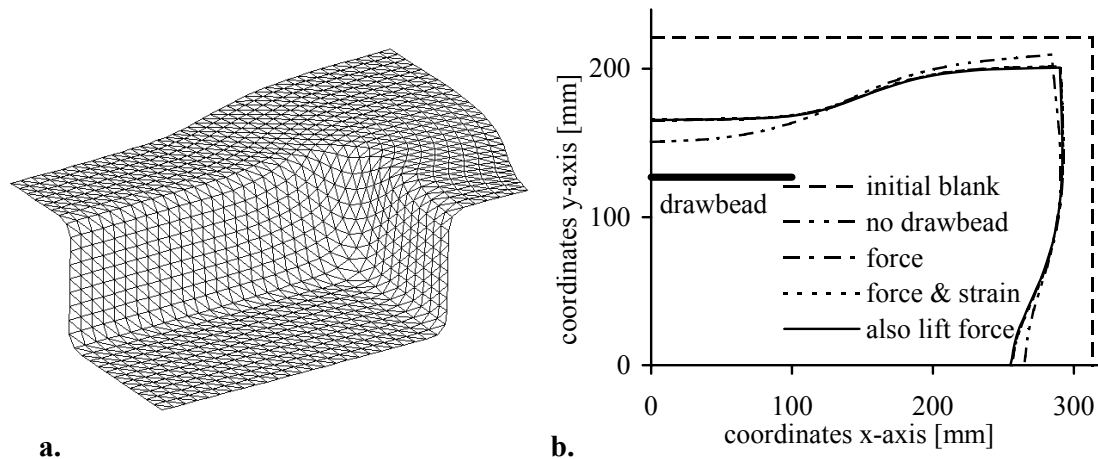 a.
coordinates y-axis [mm]
200
100
0
drawbead
initial blank
no drawbead
force
force & strain
also lift force
0 100 200 300
coordinates x-axis [mm]
b.